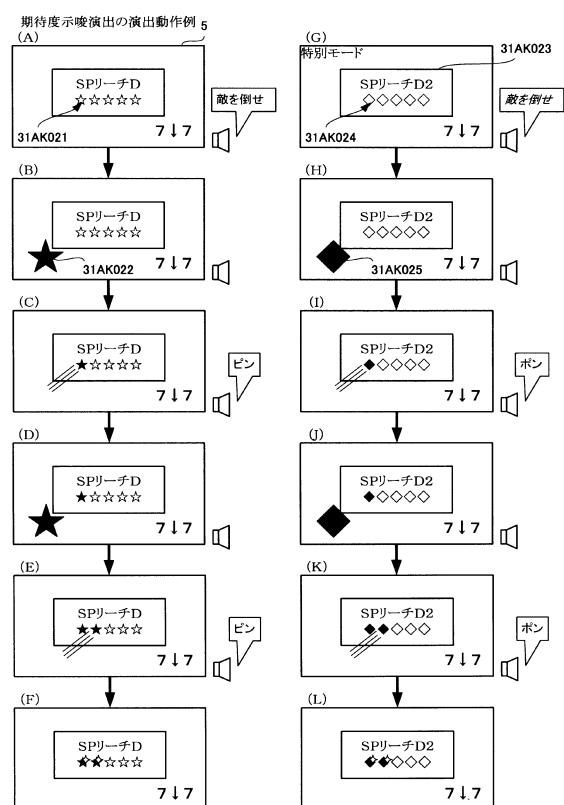 期待度示唆演出の演出動作例 5
(A)
SPリーチD
☆☆☆☆☆
31AK021
7↓7
敵を倒せ
(B)
SPリーチD
☆☆☆☆☆
31AK022
7↓7
(C)
SPリーチD
★☆☆☆☆
7↓7
ピン
(D)
SPリーチD
★☆☆☆☆
7↓7
(E)
SPリーチD
★★☆☆☆
7↓7
ピン
(F)
SPリーチD
★★☆☆☆
7↓7
(G)
特別モード
31AK023
SPリーチD2
◇◇◇◇◇
31AK024
7↓7
敵を倒せ
(H)
SPリーチD2
◇◇◇◇◇
31AK025
7↓7
(I)
SPリーチD2
◆◇◇◇◇
7↓7
ポン
(J)
SPリーチD2
◆◇◇◇◇
7↓7
(K)
SPリーチD2
◆◆◇◇◇
7↓7
ポン
(L)
SPリーチD2
◆◆◇◇◇
7↓7